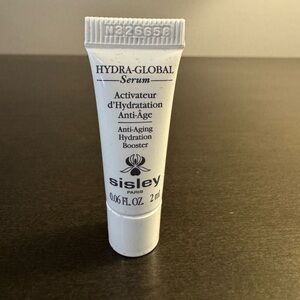 N326656
HYDRA-GLOBAL
Serum
Activateur
d'Hydratation
Anti-Âge
Anti-Aging
Hydration
Booster
sisley
PARIS
0.06 FL. OZ. 2 ml